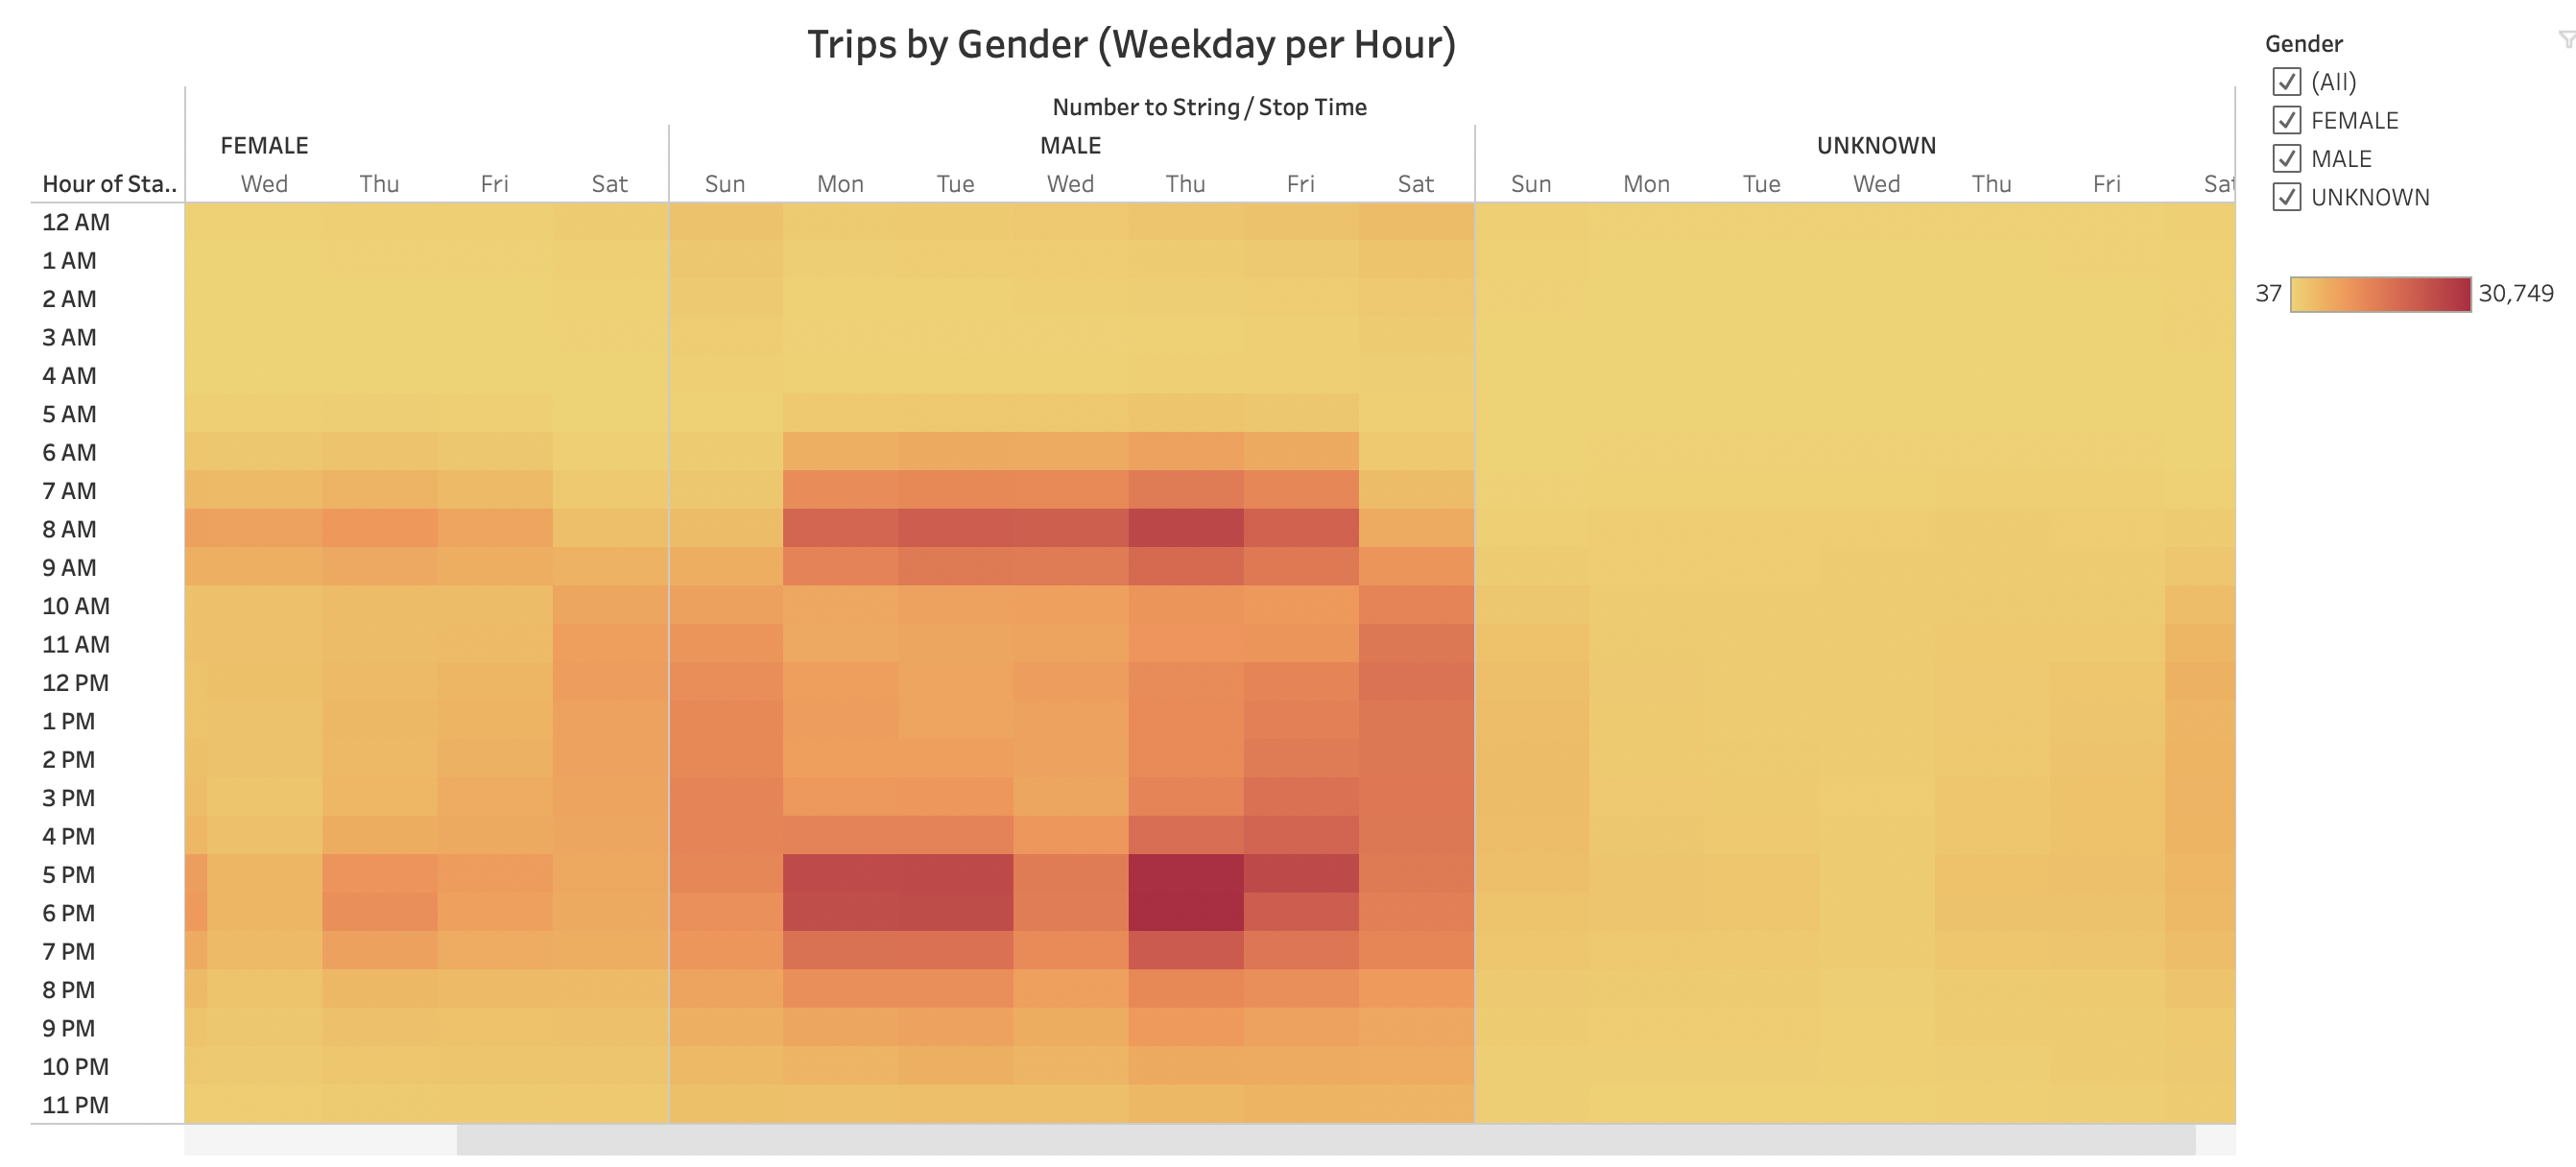 Trips by Gender (Weekday per Hour)
Number to String / Stop Time
FEMALE MALE UNKNOWN
Hour of Sta.. Wed Thu Fri Sat Sun Mon Tue Wed Thu Fri Sat Sun Mon Tue Wed Thu Fri Sat
12 AM
1 AM
2 AM
3 AM
4 AM
5 AM
6 AM
7 AM
8 AM
9 AM
10 AM
11 AM
12 PM
1 PM
2 PM
3 PM
4 PM
5 PM
6 PM
7 PM
8 PM
9 PM
10 PM
11 PM
Gender
(All)
FEMALE
MALE
UNKNOWN
37 30,749